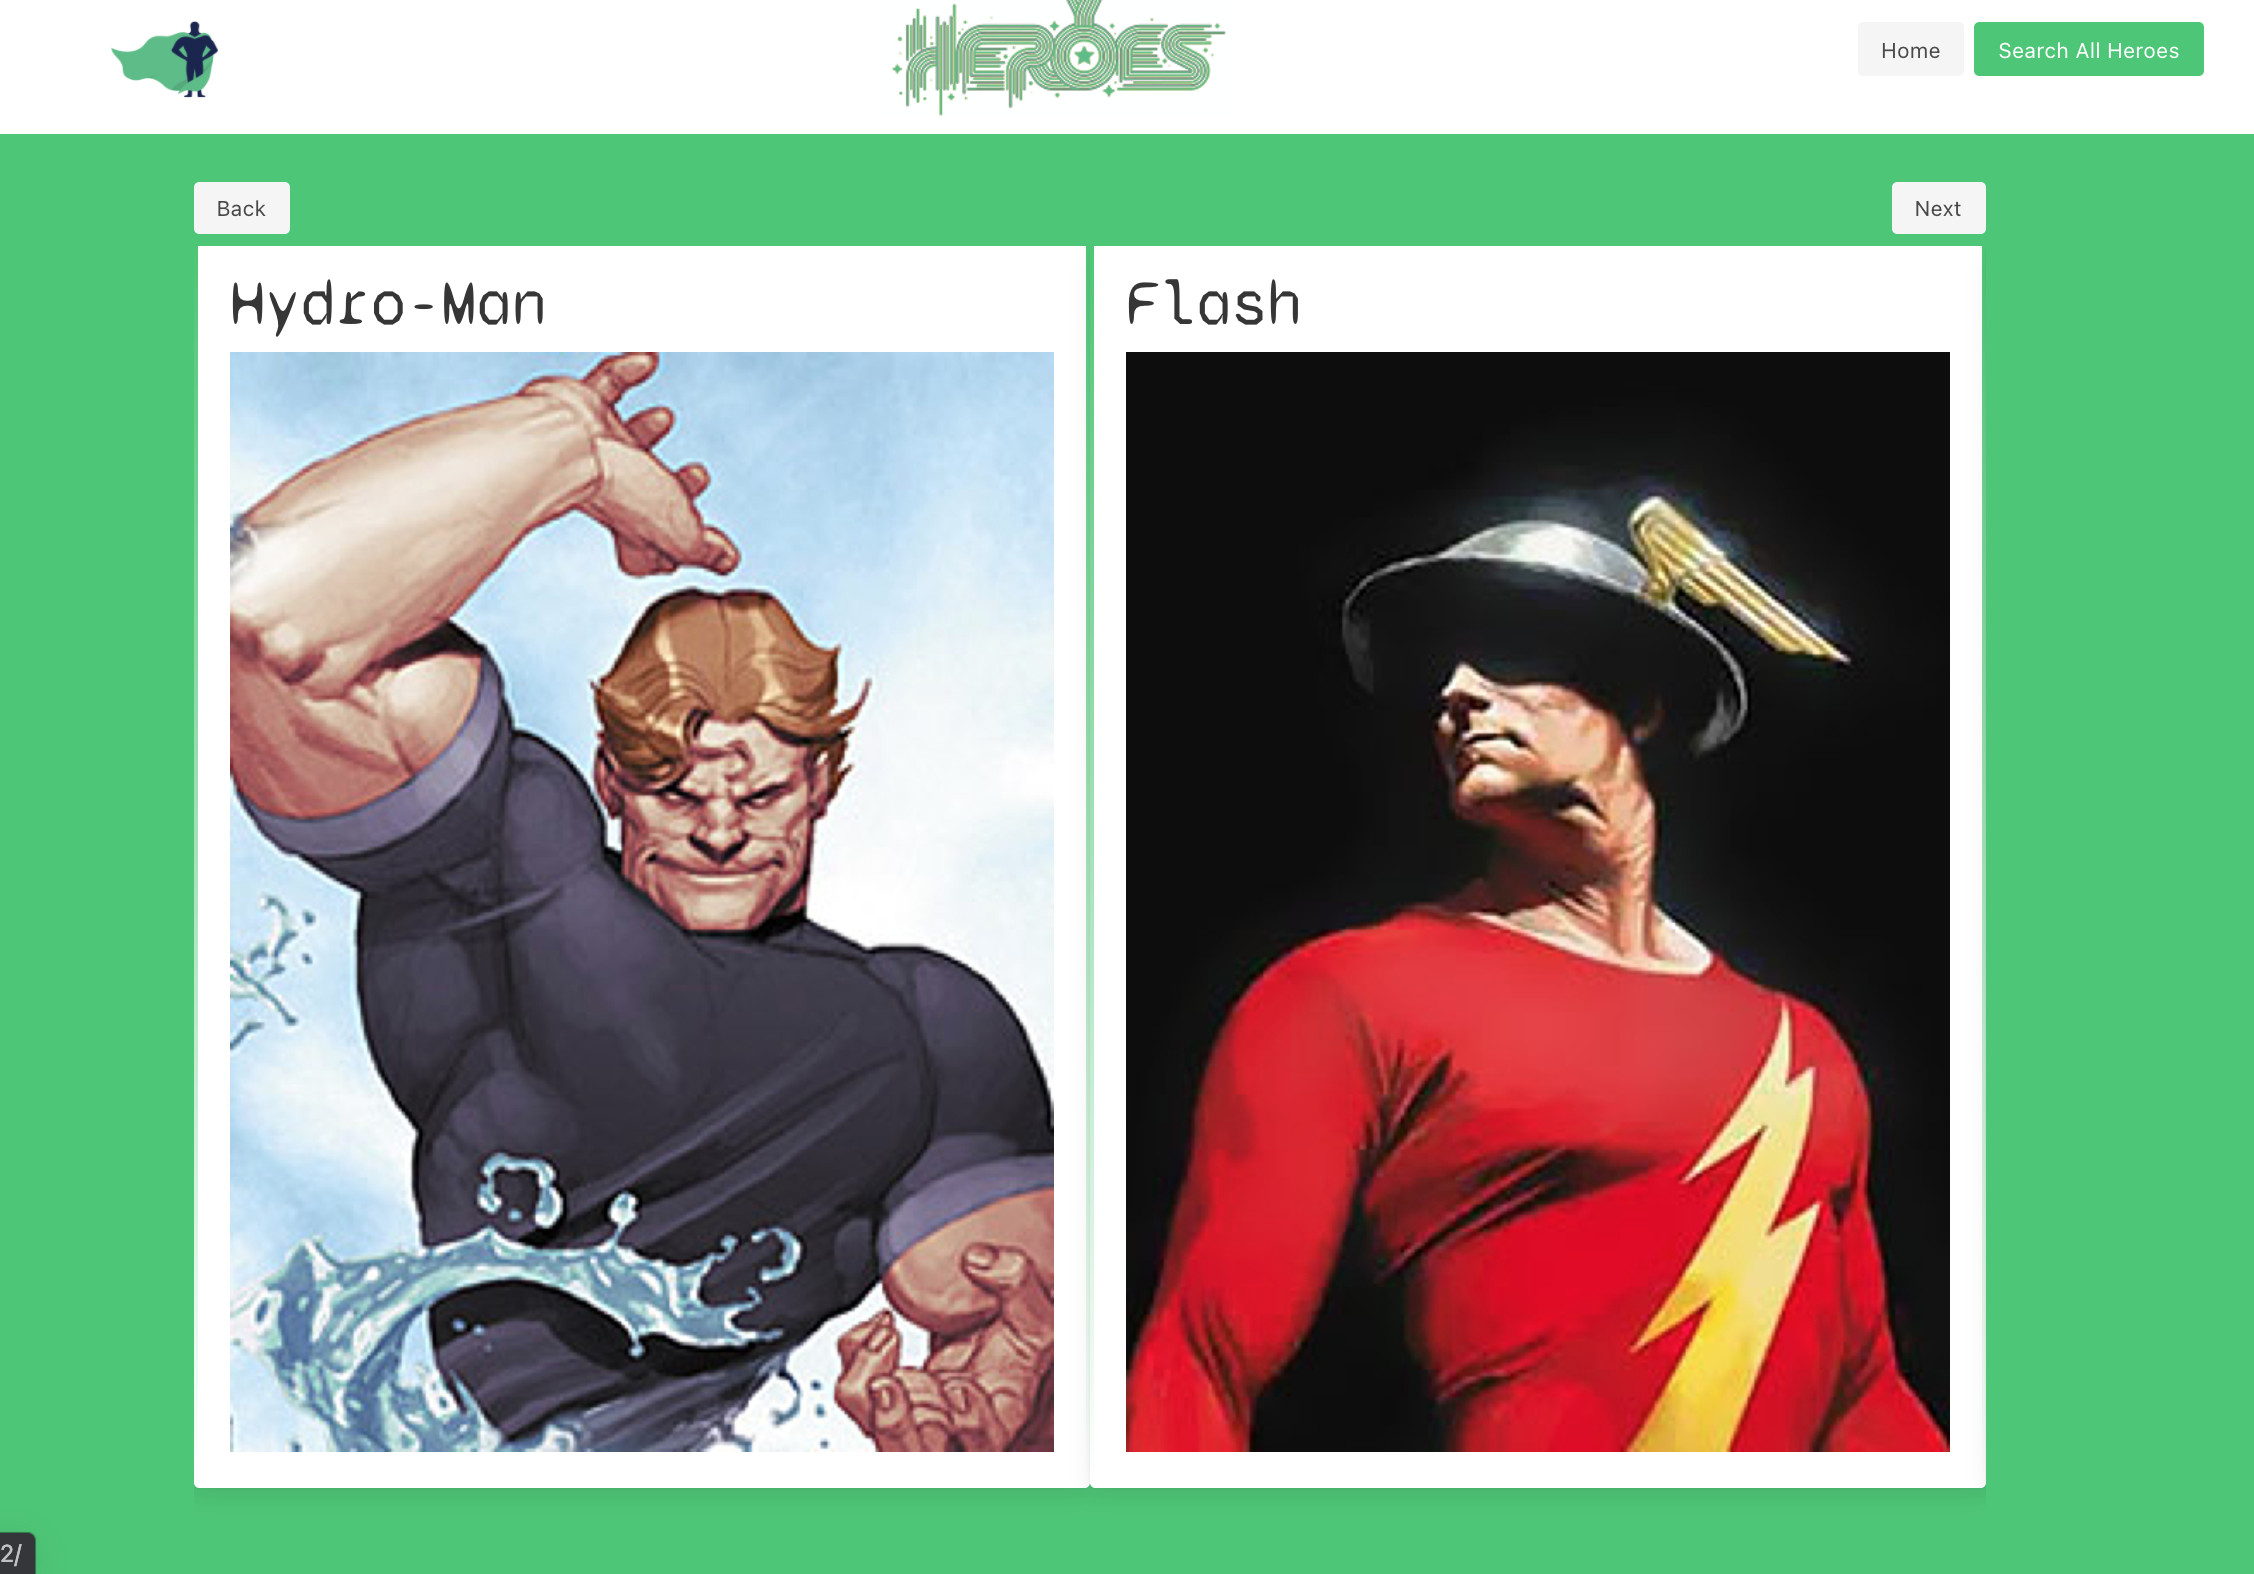 HEROES
Home
Search All Heroes
Back
Next
Hydro-Man
Flash
2/